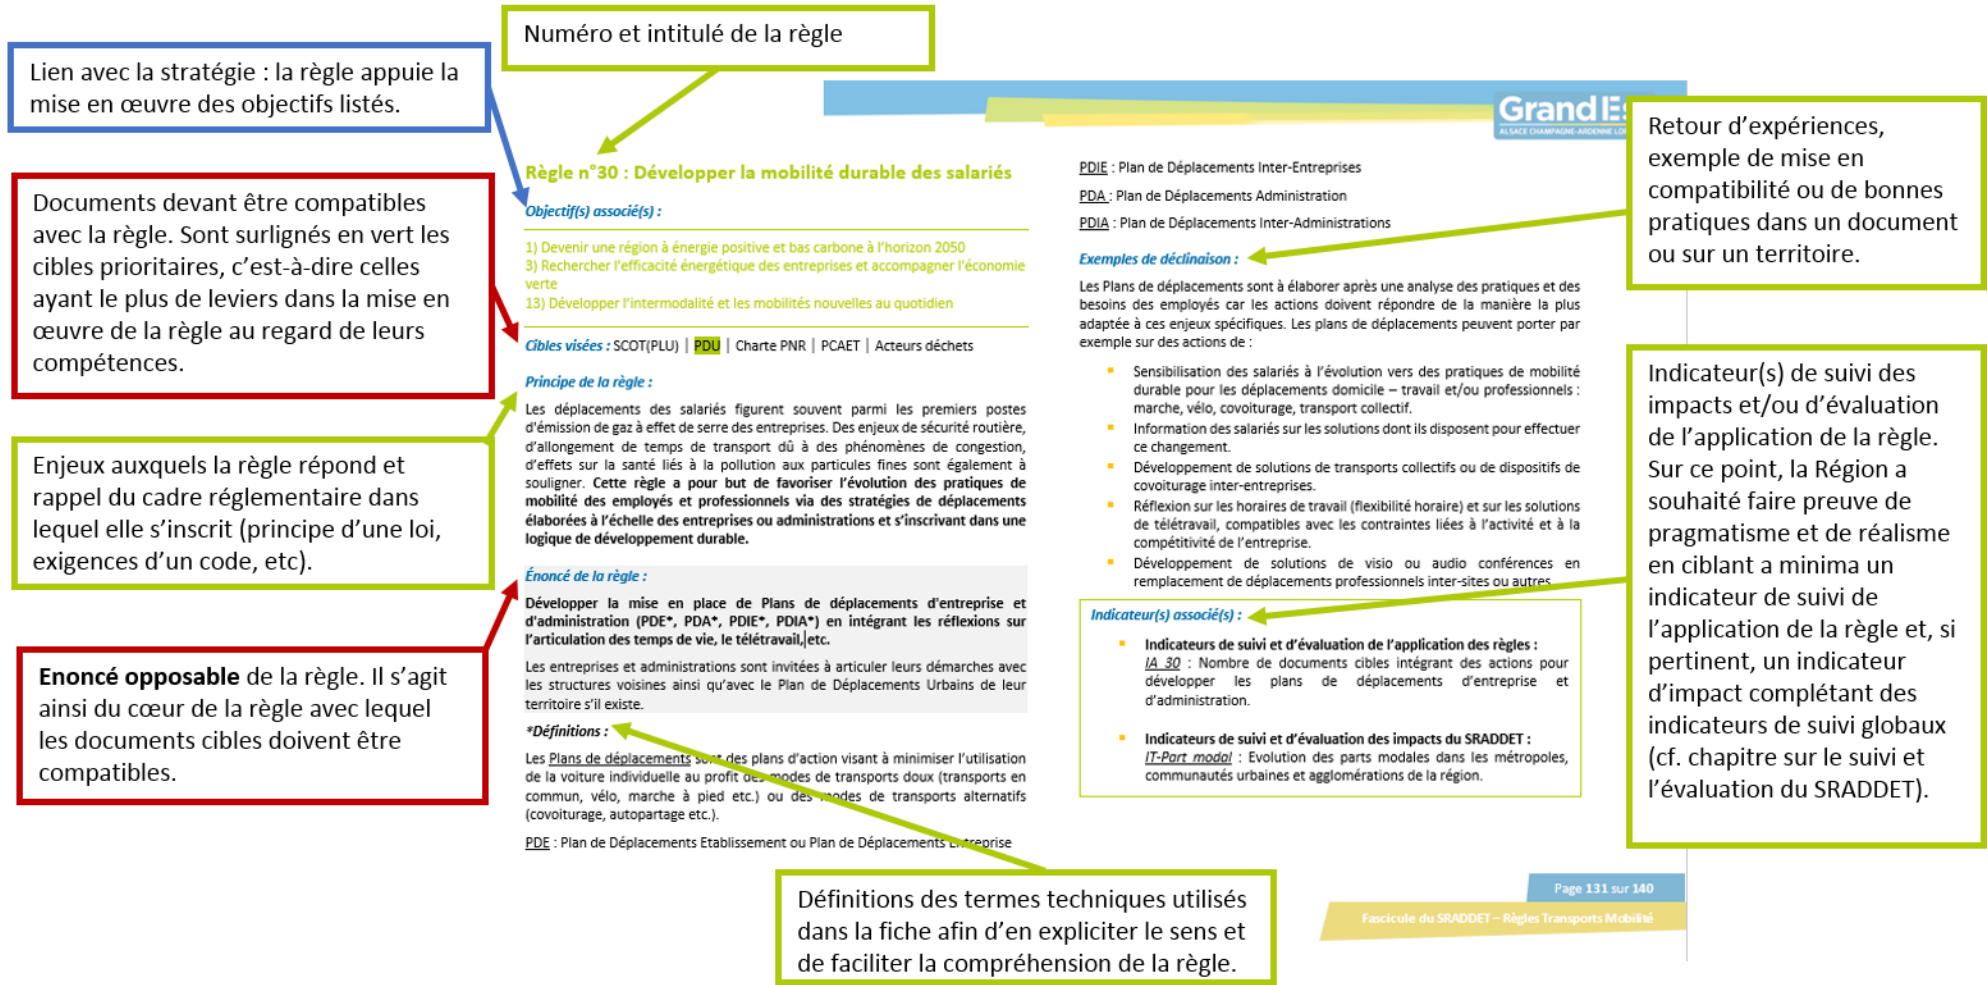 Numéro et intitulé de la règle
Lien avec la stratégie : la règle appuie la
mise en œuvre des objectifs listés.
Documents devant être compatibles
avec la règle. Sont surlignés en vert les
cibles prioritaires, c’est-à-dire celles
ayant le plus de leviers dans la mise en
œuvre de la règle au regard de leurs
compétences.
Enjeux auxquels la règle répond et
rappel du cadre réglementaire dans
lequel elle s’inscrit (principe d’une loi,
exigences d’un code, etc).
Enoncé opposable de la règle. Il s’agit
ainsi du cœur de la règle avec lequel
les documents cibles doivent être
compatibles.
Règle n°30 : Développer la mobilité durable des salariés
Objectif(s) associé(s) :
1) Devenir une région à énergie positive et bas carbone à l’horizon 2050
3) Rechercher l'efficacité énergétique des entreprises et accompagner l'économie
verte
13) Développer l’intermodalité et les mobilités nouvelles au quotidien
Cibles visées : SCOT(PLU) | PDU | Charte PNR | PCAET | Acteurs déchets
Principe de la règle :
Les déplacements des salariés figurent souvent parmi les premiers postes
d'émission de gaz à effet de serre des entreprises. Des enjeux de sécurité routière,
d’allongement de temps de transport dû à des phénomènes de congestion,
d’effets sur la santé liés à la pollution aux particules fines sont également à
souligner. Cette règle a pour but de favoriser l’évolution des pratiques de
mobilité des employés et professionnels via des stratégies de déplacements
élaborées à l’échelle des entreprises ou administrations et s’inscrivant dans une
logique de développement durable.
Énoncé de la règle :
Développer la mise en place de Plans de déplacements d'entreprise et
d'administration (PDE*, PDA*, PDIE*, PDIA*) en intégrant les réflexions sur
l’articulation des temps de vie, le télétravail, etc.
Les entreprises et administrations sont invitées à articuler leurs démarches avec
les structures voisines ainsi qu’avec le Plan de Déplacements Urbains de leur
territoire s’il existe.
*Définitions :
Les Plans de déplacements sont des plans d’action visant à minimiser l’utilisation
de la voiture individuelle au profit des modes de transports doux (transports en
commun, vélo, marche à pied etc.) ou des modes de transports alternatifs
(covoiturage, autopartage etc.).
PDE : Plan de Déplacements Etablissement ou Plan de Déplacements Entreprise
Grand Es
ALSACE CHAMPAGNE-ARDENNE
PDIE : Plan de Déplacements Inter-Entreprises
PDA : Plan de Déplacements Administration
PDIA : Plan de Déplacements Inter-Administrations
Exemples de déclinaison :
Les Plans de déplacements sont à élaborer après une analyse des pratiques et des
besoins des employés car les actions doivent répondre de la manière la plus
adaptée à ces enjeux spécifiques. Les plans de déplacements peuvent porter par
exemple sur des actions de :
Sensibilisation des salariés à l’évolution vers des pratiques de mobilité
durable pour les déplacements domicile – travail et/ou professionnels :
marche, vélo, covoiturage, transport collectif.
Information des salariés sur les solutions dont ils disposent pour effectuer
ce changement.
Développement de solutions de transports collectifs ou de dispositifs de
covoiturage inter-entreprises.
Réflexion sur les horaires de travail (flexibilité horaire) et sur les solutions
de télétravail, compatibles avec les contraintes liées à l’activité et à la
compétitivité de l’entreprise.
Développement de solutions de visio ou audio conférences en
remplacement de déplacements professionnels inter-sites ou autres
Indicateur(s) associé(s) :
Indicateurs de suivi et d’évaluation de l’application des règles :
IA 30 : Nombre de documents cibles intégrant des actions pour
développer les plans de déplacements d’entreprise et
d’administration.
Indicateurs de suivi et d’évaluation des impacts du SRADDET :
IT-Part modal : Evolution des parts modales dans les métropoles,
communautés urbaines et agglomérations de la région.
Page 131 sur 140
Fascicule du SRADDET – Règles Transports Mobilité
Retour d’expériences,
exemple de mise en
compatibilité ou de bonnes
pratiques dans un document
ou sur un territoire.
Indicateur(s) de suivi des
impacts et/ou d’évaluation
de l’application de la règle.
Sur ce point, la Région a
souhaité faire preuve de
pragmatisme et de réalisme
en ciblant a minima un
indicateur de suivi de
l’application de la règle et, si
pertinent, un indicateur
d’impact complétant des
indicateurs de suivi globaux
(cf. chapitre sur le suivi et
l’évaluation du SRADDET).
Définitions des termes techniques utilisés
dans la fiche afin d’en expliciter le sens et
de faciliter la compréhension de la règle.